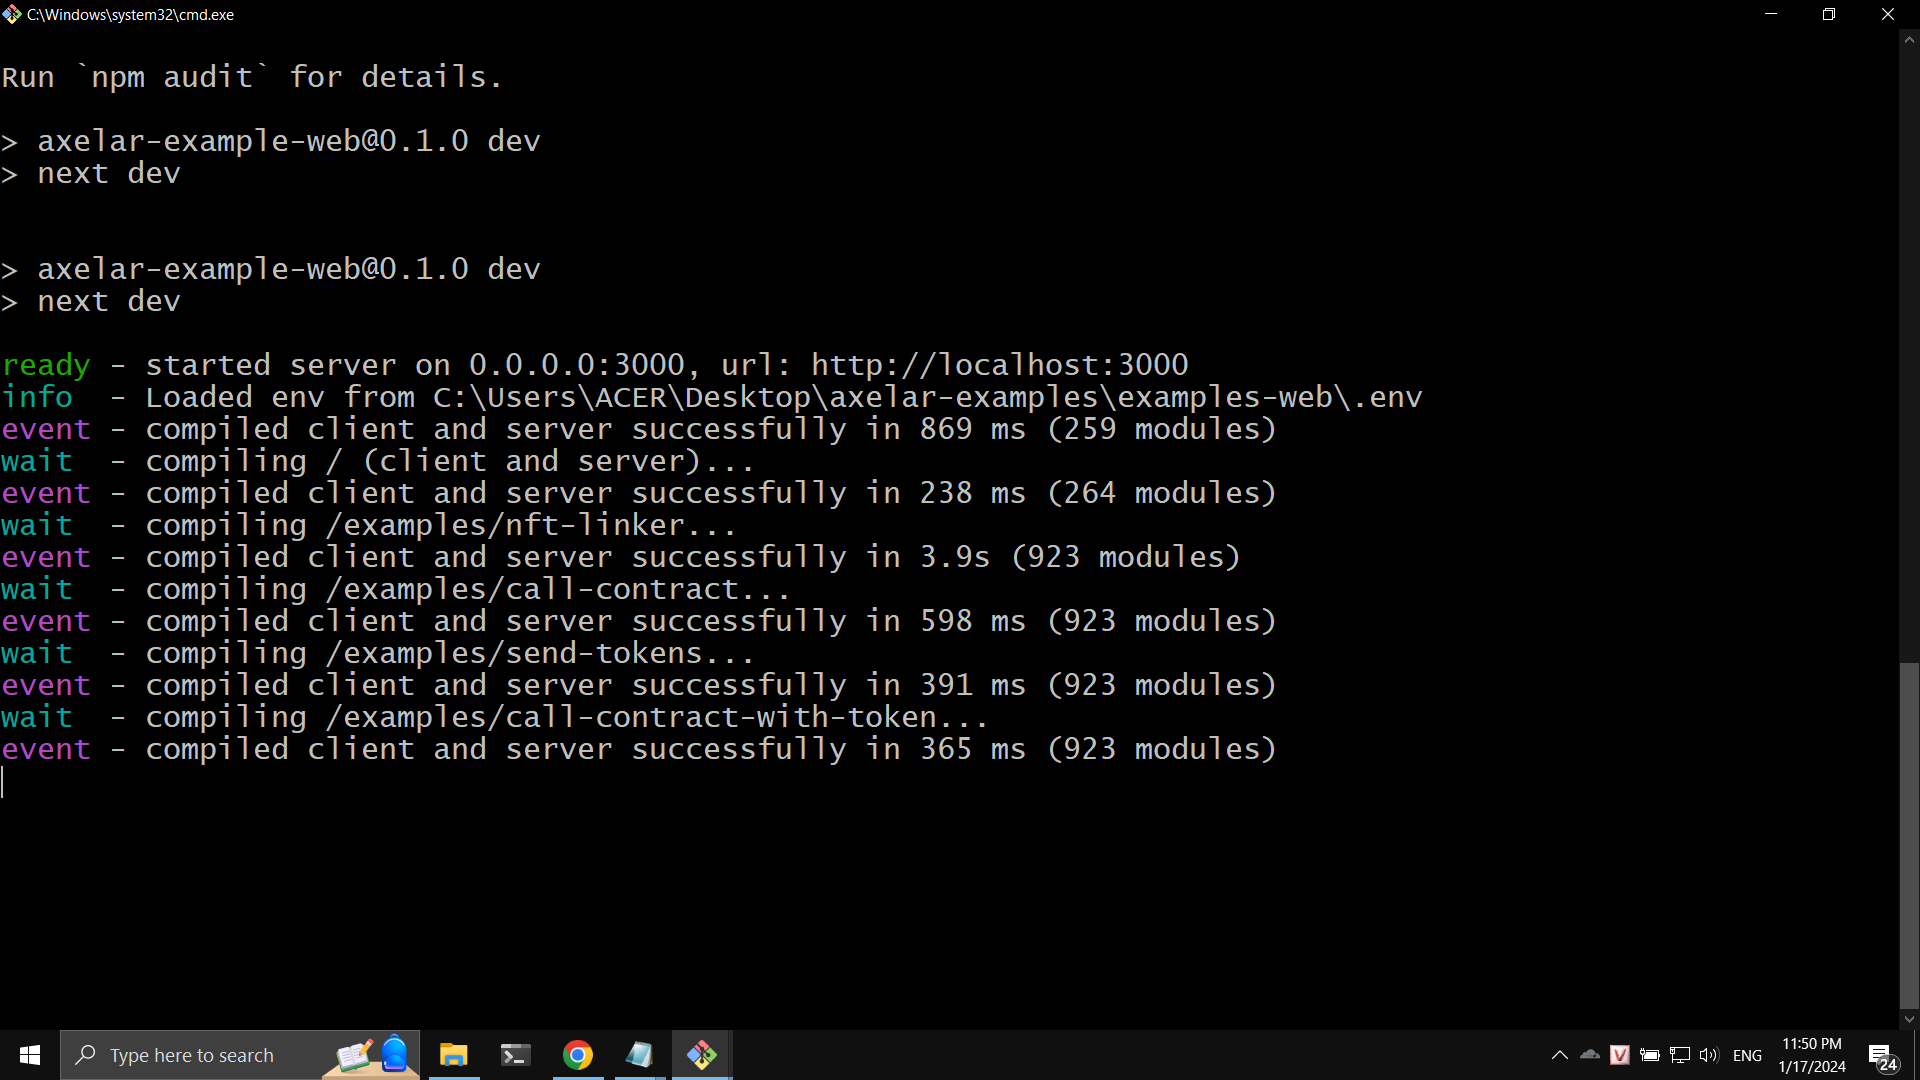 C:\Windows\system32\cmd.exe
Run `npm audit` for details.
> axelar-example-web@0.1.0 dev
> next dev
> axelar-example-web@0.1.0 dev
> next dev
ready - started server on 0.0.0.0:3000, url: http://localhost:3000
info  - Loaded env from C:\Users\ACER\Desktop\axelar-examples\examples-web\.env
event - compiled client and server successfully in 869 ms (259 modules)
wait  - compiling / (client and server)...
event - compiled client and server successfully in 238 ms (264 modules)
wait  - compiling /examples/nft-linker...
event - compiled client and server successfully in 3.9s (923 modules)
wait  - compiling /examples/call-contract...
event - compiled client and server successfully in 598 ms (923 modules)
wait  - compiling /examples/send-tokens...
event - compiled client and server successfully in 391 ms (923 modules)
wait  - compiling /examples/call-contract-with-token...
event - compiled client and server successfully in 365 ms (923 modules)
Type here to search
V
ENG
11:50 PM
1/17/2024
24